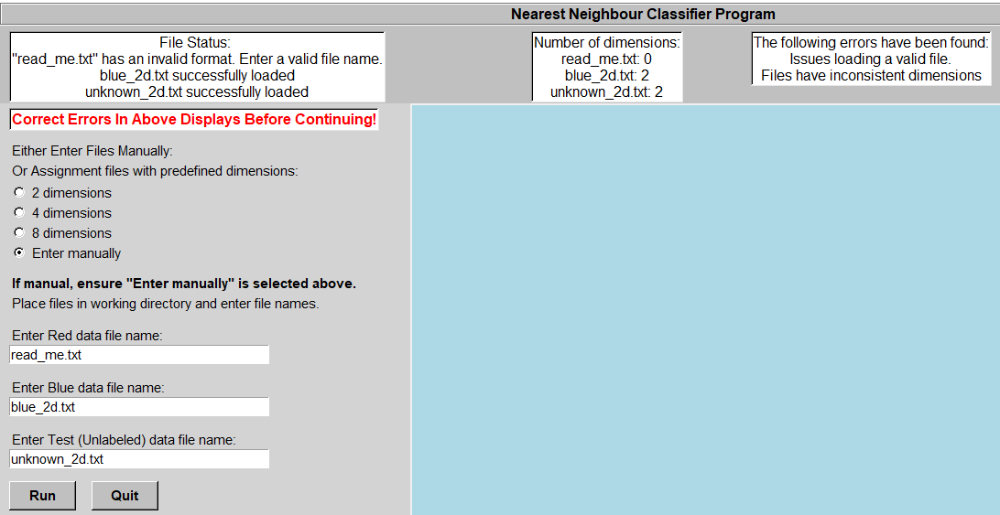 Nearest Neighbour Classifier Program
File Status:
"read_me.txt" has an invalid format. Enter a valid file name.
blue_2d.txt successfully loaded
unknown_2d.txt successfully loaded
Number of dimensions:
read_me.txt: 0
blue_2d.txt: 2
unknown_2d.txt: 2
The following errors have been found:
Issues loading a valid file.
Files have inconsistent dimensions
Correct Errors In Above Displays Before Continuing!
Either Enter Files Manually:
Or Assignment files with predefined dimensions:
2 dimensions
4 dimensions
8 dimensions
Enter manually
If manual, ensure "Enter manually" is selected above.
Place files in working directory and enter file names.
Enter Red data file name:
read_me.txt
Enter Blue data file name:
blue_2d.txt
Enter Test (Unlabeled) data file name:
unknown_2d.txt
Run
Quit